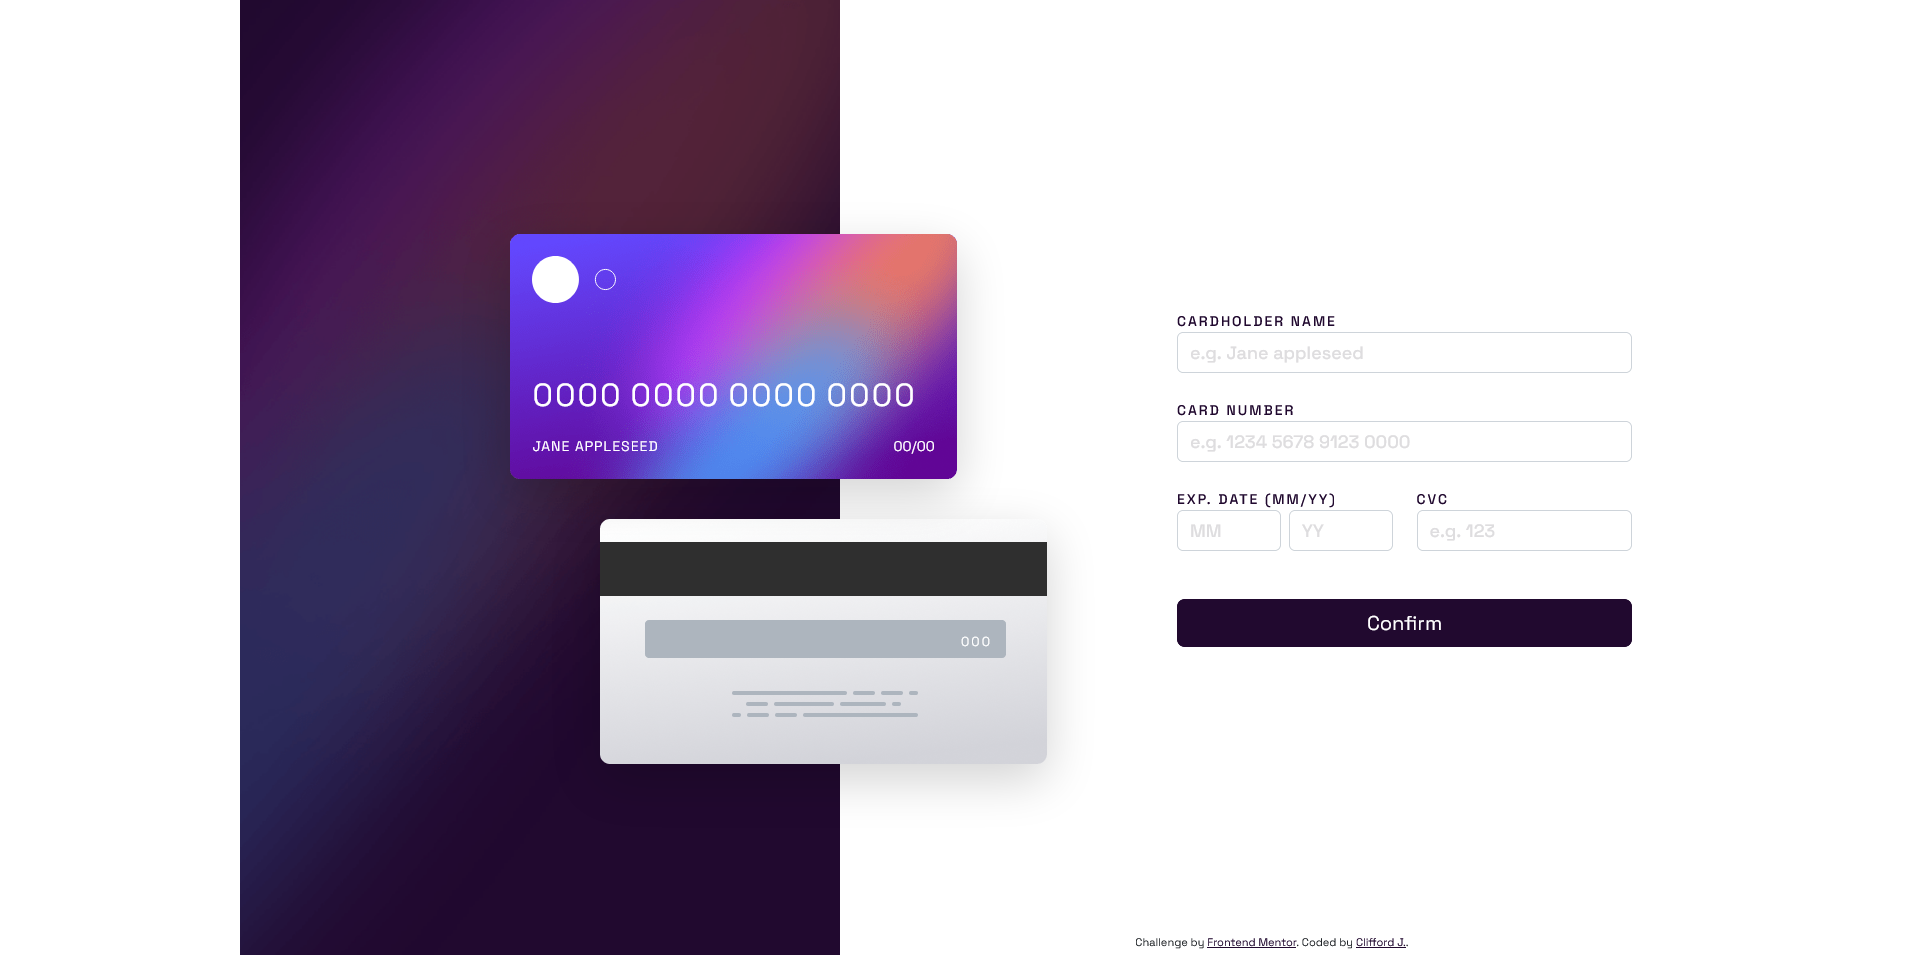 0000 0000 0000 0000
JANE APPLESEED 00/00
000
CARDHOLDER NAME
e.g. Jane appleseed
CARD NUMBER
e.g. 1234 5678 9123 0000
EXP. DATE (MM/YY) CVC
MM YY e.g. 123
Confirm
Challenge by Frontend Mentor. Coded by Clifford J..